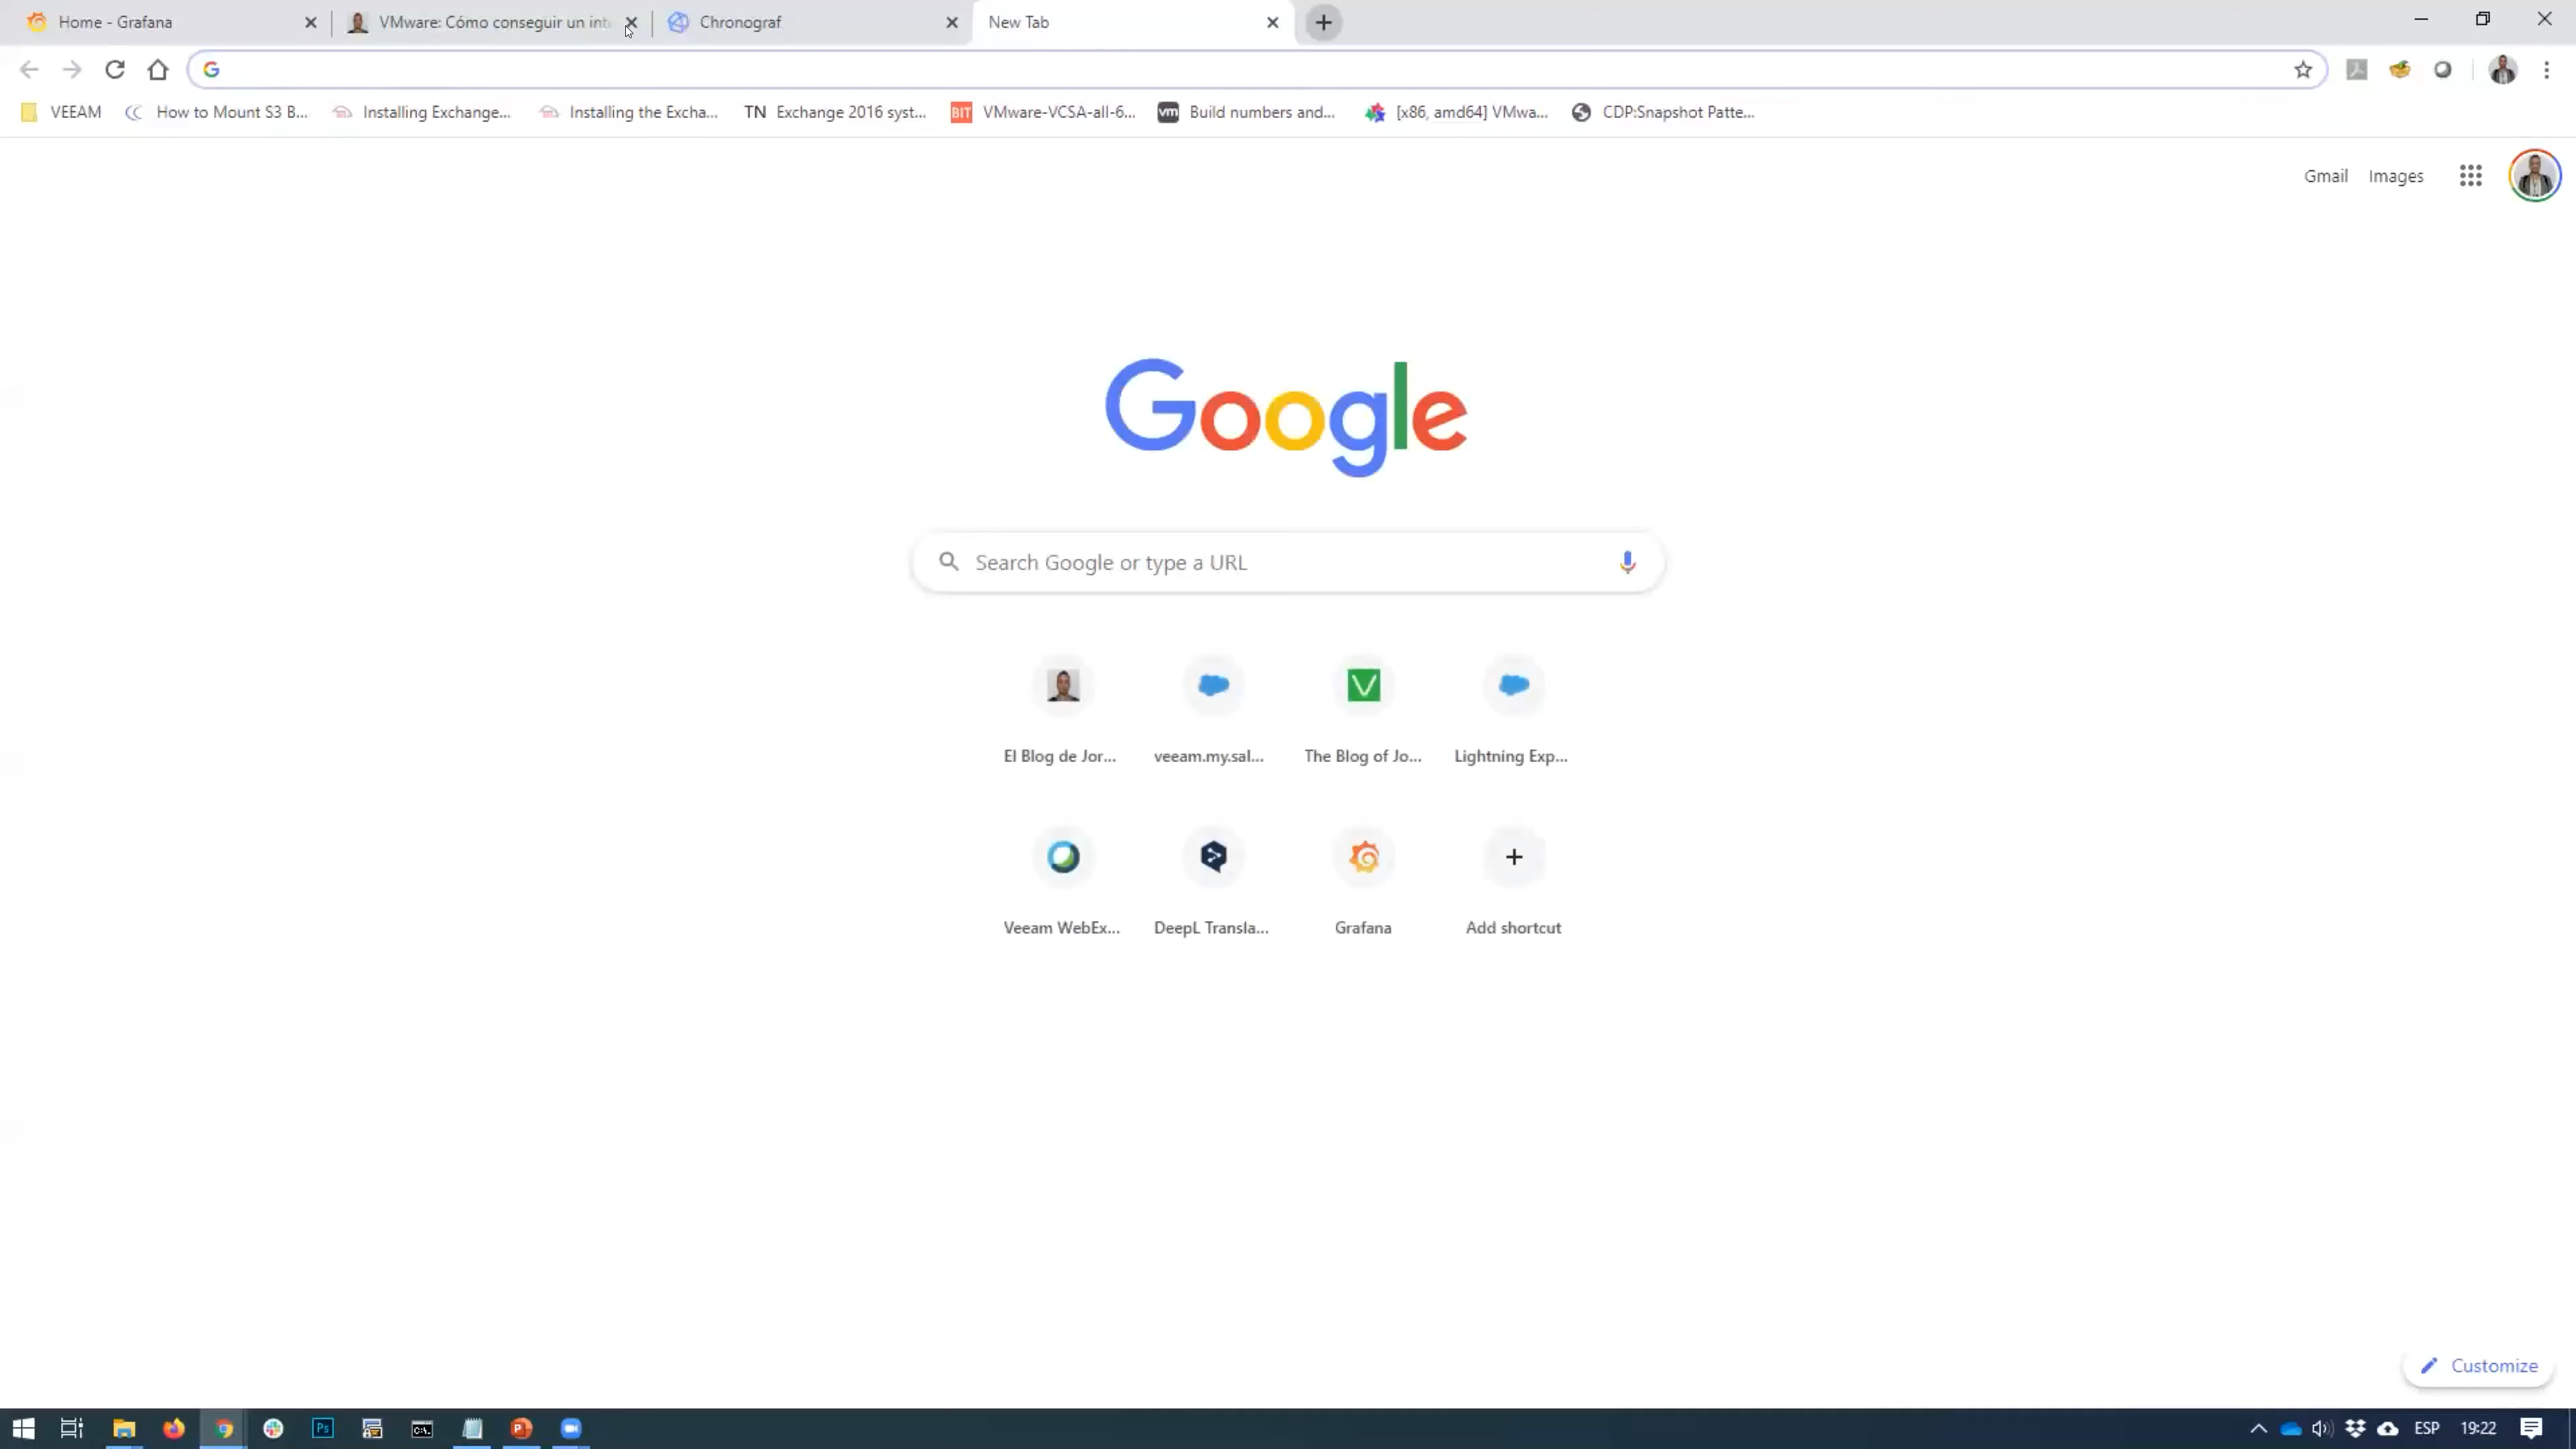 Home - Grafana
VMware: Cómo conseguir un int
Chronograf
New Tab
VEEAM
How to Mount S3 B...
Installing Exchange...
Installing the Excha...
TN Exchange 2016 syst...
BIT VMware-VCSA-all-6...
vm Build numbers and...
[x86, amd64] VMwa...
CDP:Snapshot Patte...
Gmail
Images
Google
Search Google or type a URL
El Blog de Jor...
veeam.my.sal...
The Blog of Jo...
Lightning Exp...
Veeam WebEx...
DeepL Transla...
Grafana
Add shortcut
Customize
Ps
C:\.
P
ESP
19:22